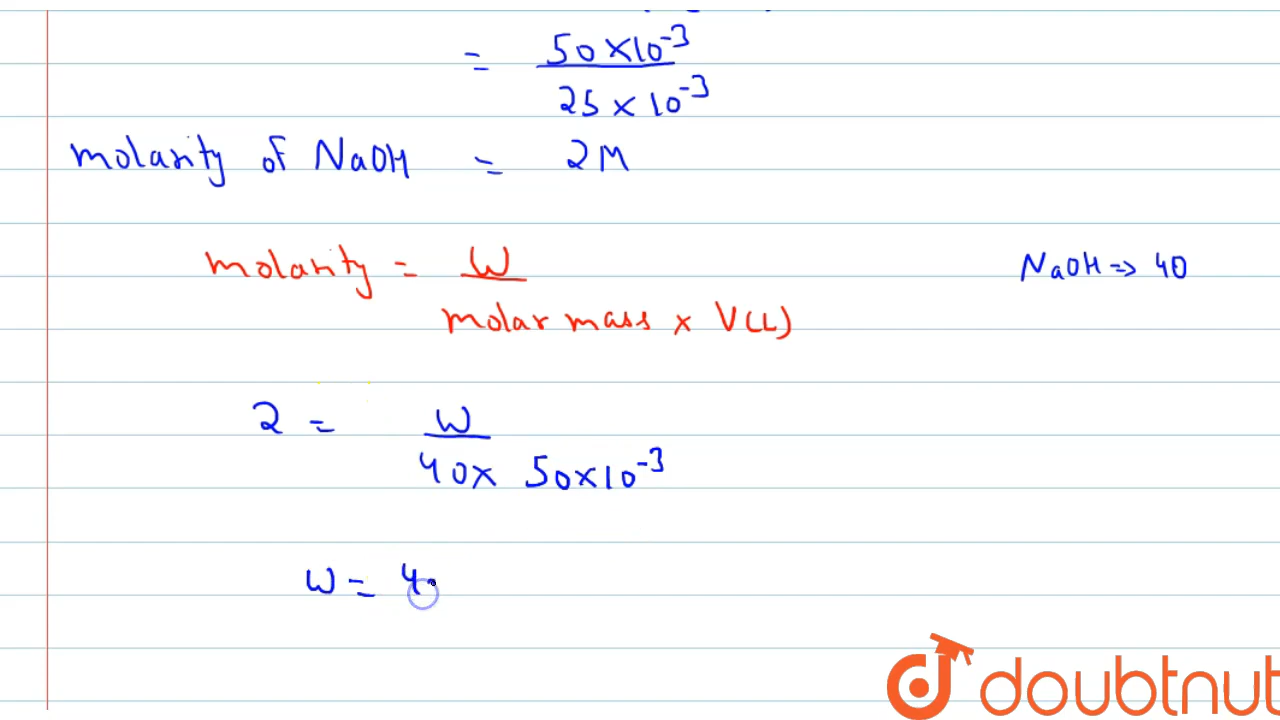 = 50 × 10⁻³
25 × 10⁻³
molarity of NaOH = 2M
molarity = W
molar mass × V(L)
NaOH => 40
2 = W
40 × 50 × 10⁻³
W = 4
doubtnut